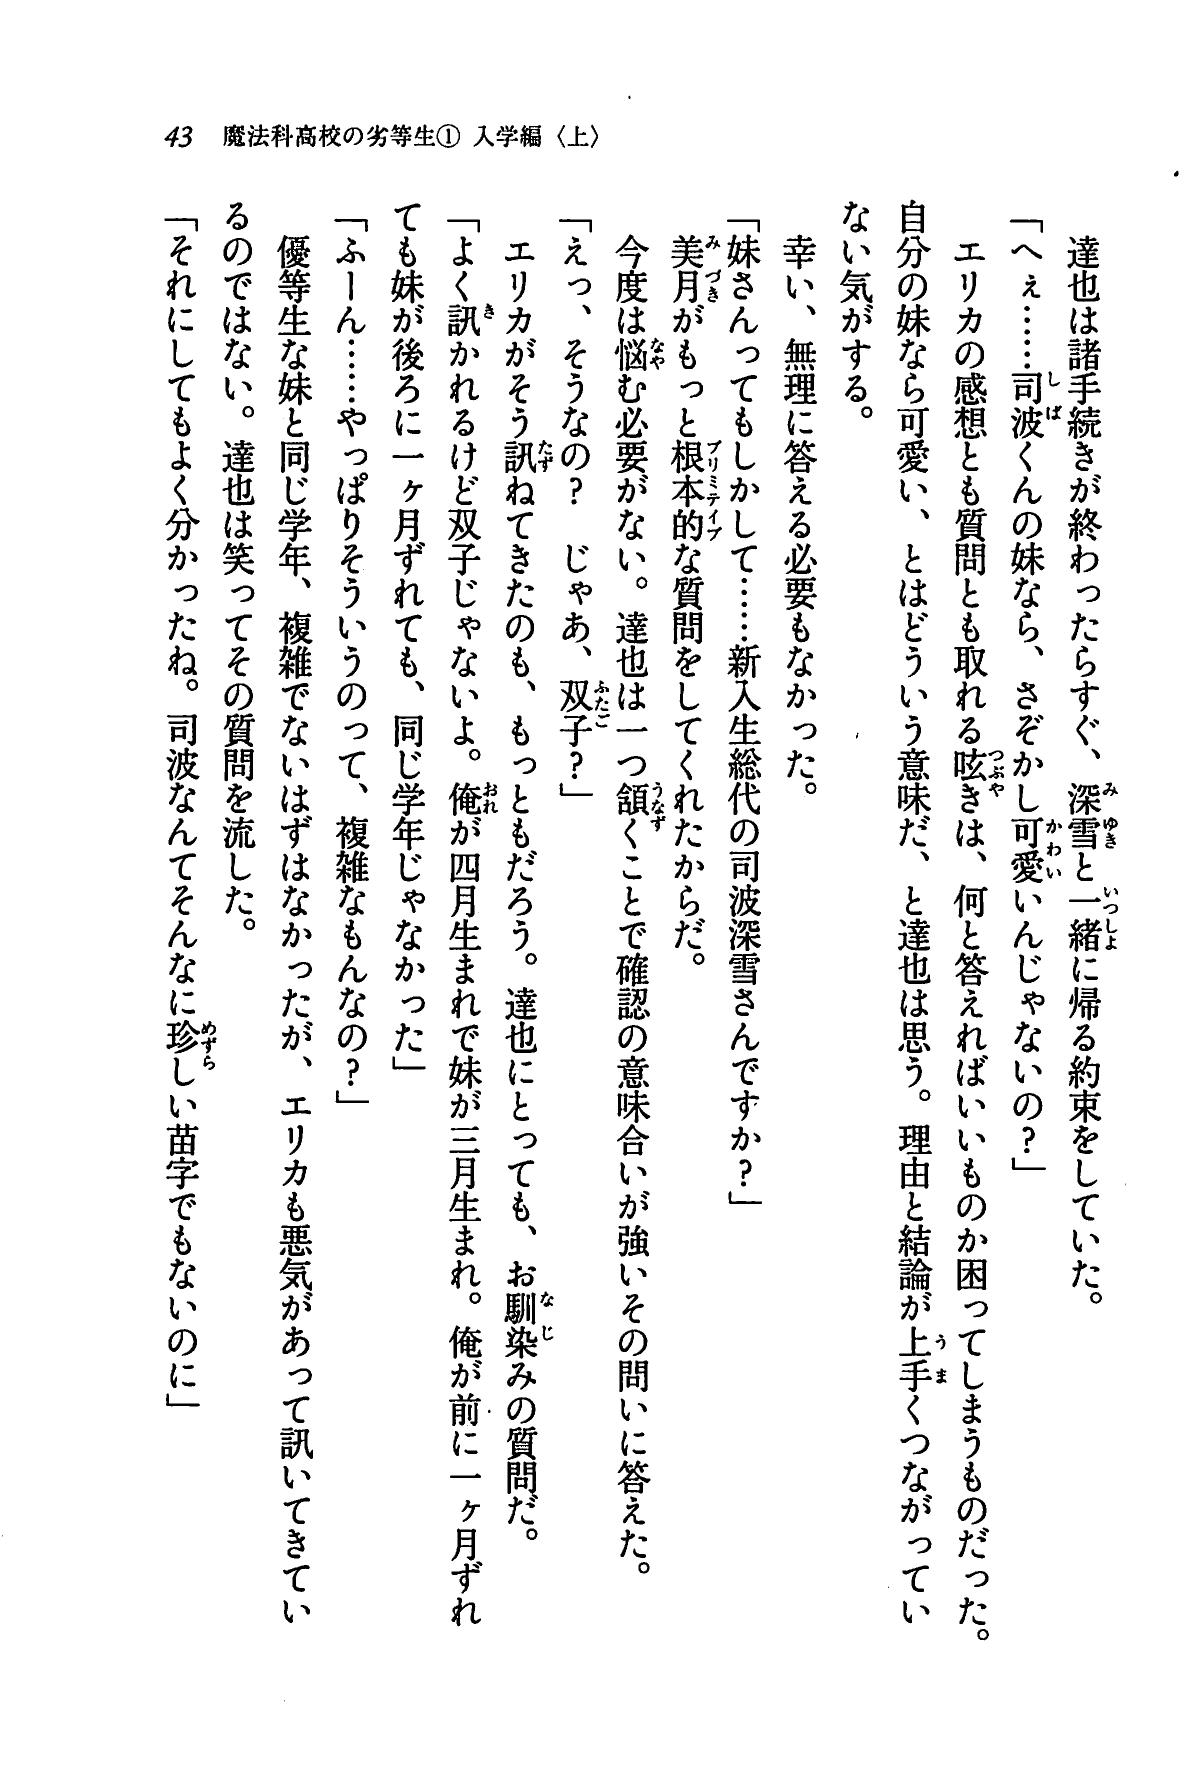 43 魔法科高校の劣等生① 入学編〈上〉
　達也は諸手続きが終わったらすぐ、深雪と一緒に帰る約束をしていた。
「へぇ……司波くんの妹なら、さぞかし可愛いんじゃないの？」
　エリカの感想とも質問とも取れる呟きは、何と答えればいいものか困ってしまうものだった。
自分の妹なら可愛い、とはどういう意味だ、と達也は思う。理由と結論が上手くつながってい
ない気がする。
　幸い、無理に答える必要もなかった。
「妹さんってもしかして……新入生総代の司波深雪さんですか？」
　美月がもっと根本的な質問をしてくれたからだ。
　今度は悩む必要がない。達也は一つ頷くことで確認の意味合いが強いその問いに答えた。
「えっ、そうなの？　じゃあ、双子？」
　エリカがそう訊ねてきたのも、もっともだろう。達也にとっても、お馴染みの質問だ。
「よく訊かれるけど双子じゃないよ。俺が四月生まれで妹が三月生まれ。俺が前に一ヶ月ずれ
ても妹が後ろに一ヶ月ずれても、同じ学年じゃなかった」
「ふーん……やっぱりそういうのって、複雑なもんなの？」
　優等生な妹と同じ学年、複雑でないはずはなかったが、エリカも悪気があって訊いてきてい
るのではない。達也は笑ってその質問を流した。
「それにしてもよく分かったね。司波なんてそんなに珍しい苗字でもないのに」